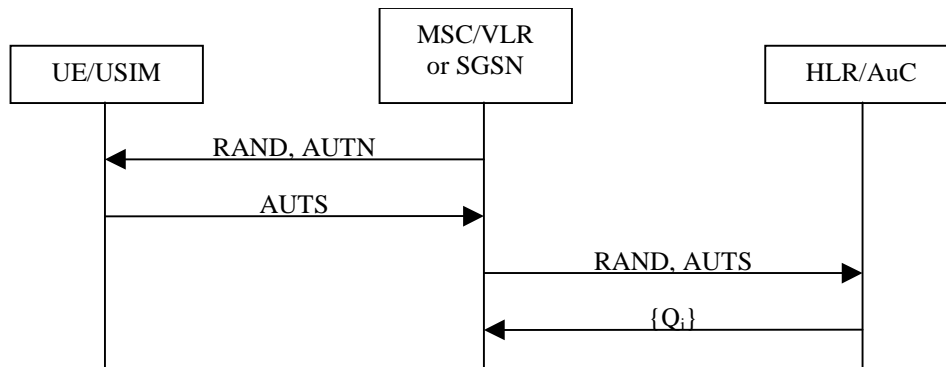 UE/USIM
MSC/VLR
or SGSN
HLR/AuC
RAND, AUTN
AUTS
RAND, AUTS
{Qᵢ}